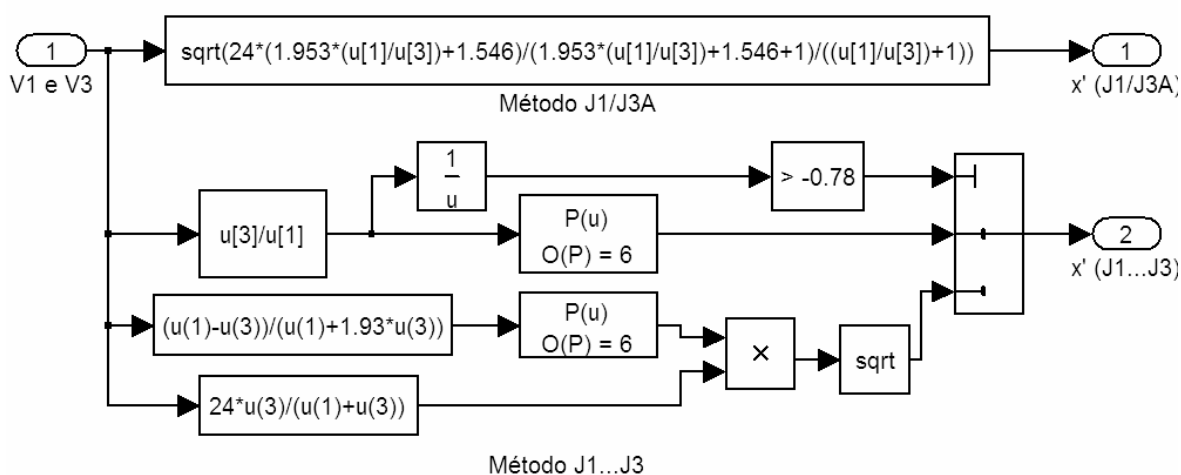 1
V1 e V3
sqrt(24*(1.953*(u[1]/u[3])+1.546)/(1.953*(u[1]/u[3])+1.546+1)/((u[1]/u[3])+1))
Método J1/J3A
1
x' (J1/J3A)
1
u
> -0.78
u[3]/u[1]
P(u)
O(P) = 6
2
x' (J1...J3)
(u(1)-u(3))/(u(1)+1.93*u(3))
P(u)
O(P) = 6
×
sqrt
24*u(3)/(u(1)+u(3))
Método J1...J3